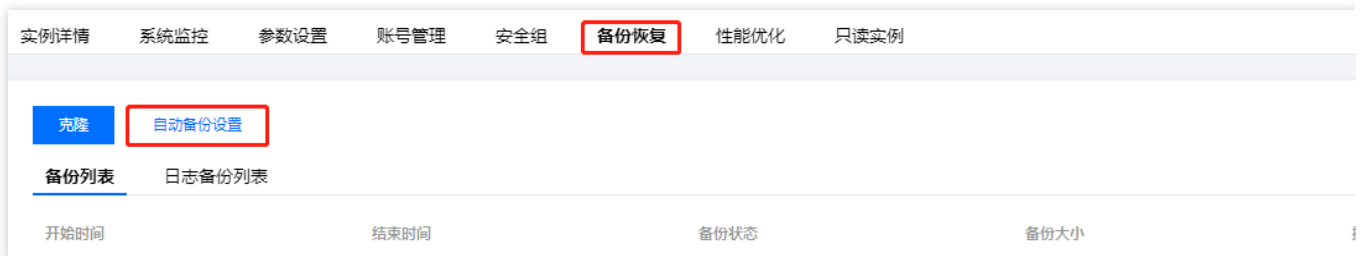 实例详情 系统监控 参数设置 账号管理 安全组 备份恢复 性能优化 只读实例
克隆 自动备份设置
备份列表 日志备份列表
开始时间 结束时间 备份状态 备份大小